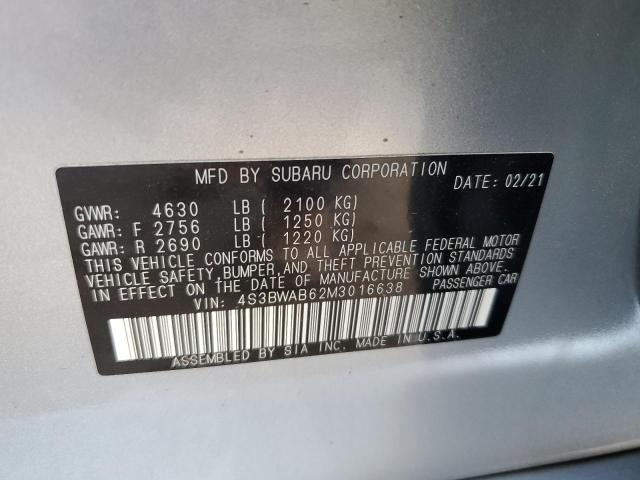 MFD BY SUBARU CORPORATION
DATE: 02/21
GVWR: 4630 LB ( 2100 KG)
GAWR: F 2756 LB ( 1250 KG)
GAWR: R 2690 LB ( 1220 KG)
THIS VEHICLE CONFORMS TO ALL APPLICABLE FEDERAL MOTOR
VEHICLE SAFETY, BUMPER, AND THEFT PREVENTION STANDARDS
IN EFFECT ON THE DATE OF MANUFACTURE SHOWN ABOVE.
VIN: 4S3BWAB62M3016638 PASSENGER CAR
ASSEMBLED BY SIA INC. MADE IN U.S.A.